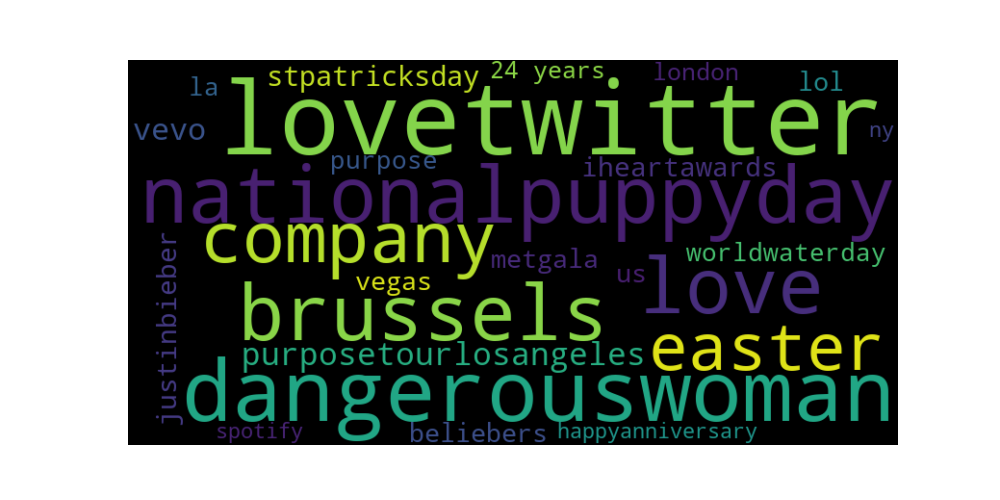 stpatricksday
24 years
london
la
lol
lovetwitter
vevo
ny
purpose
iheartawards
nationalpuppyday
company
metgala
worldwaterday
vegas
us
love
justinbieber
brussels
purposetourlosangeles
easter
dangerouswoman
spotify
beliebers
happyanniversary